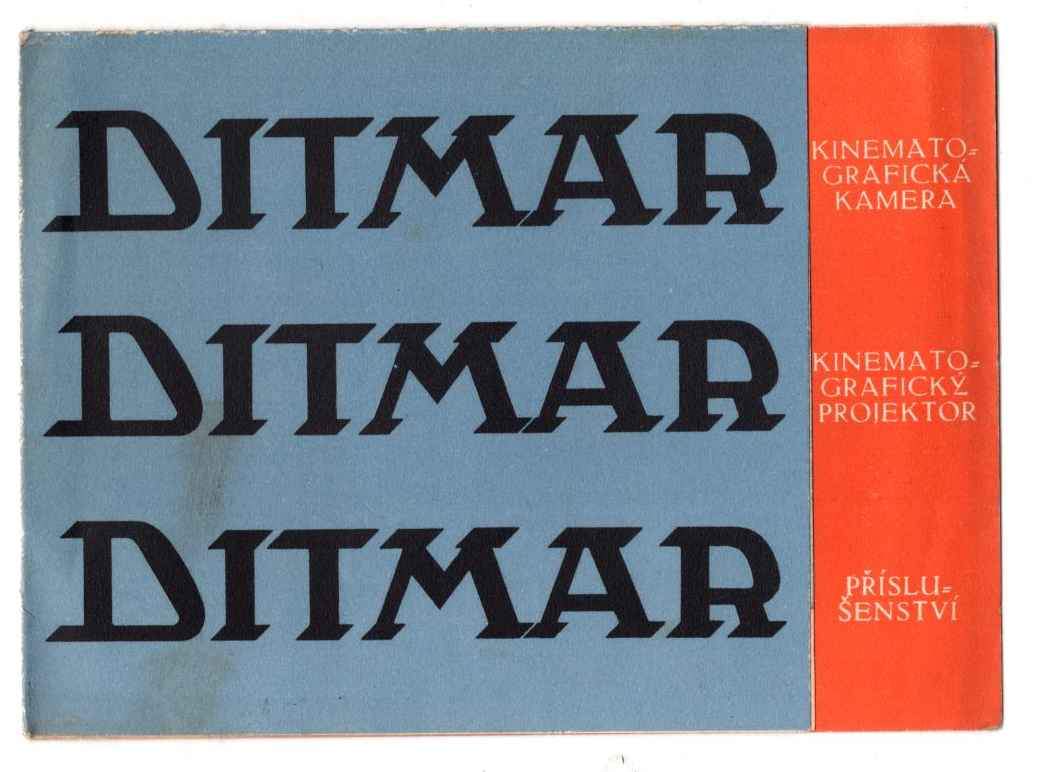 DITMAR
KINEMATO=
GRAFICKÁ
KAMERA
DITMAR
KINEMATO=
GRAFICKÝ
PROJEKTOR
DITMAR
PŘÍSLU=
ŠENSTVÍ